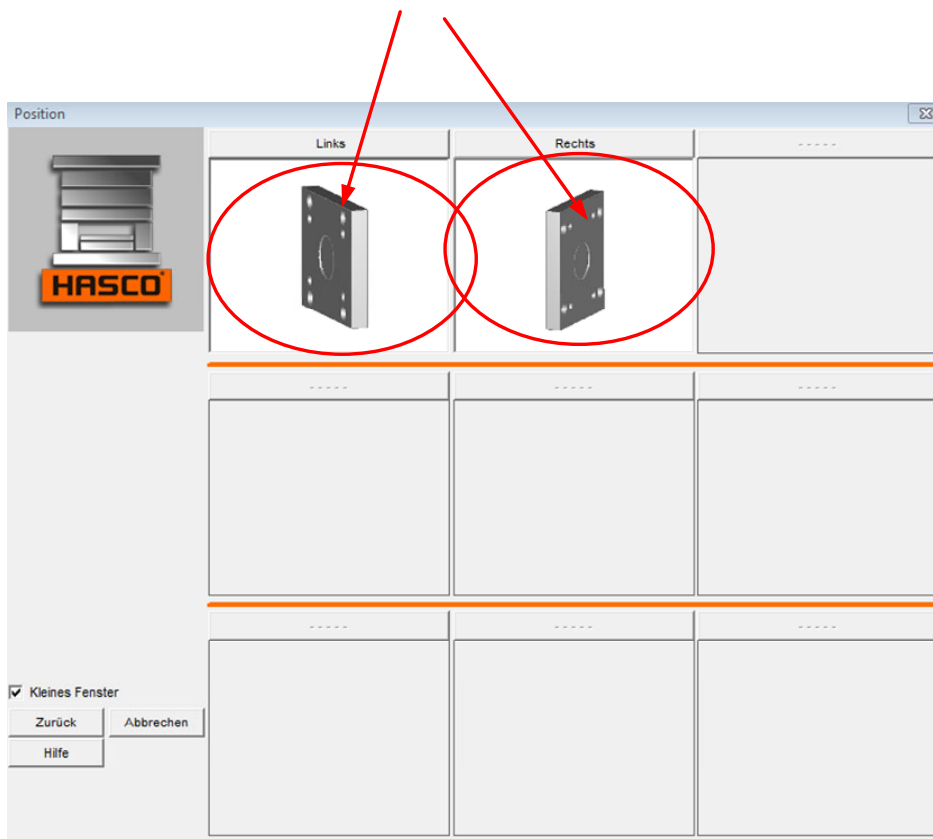 Position
Links
Rechts
- - - - -
HASCO®
- - - - -
- - - - -
- - - - -
- - - - -
- - - - -
- - - - -
Kleines Fenster
Zurück
Abbrechen
Hilfe